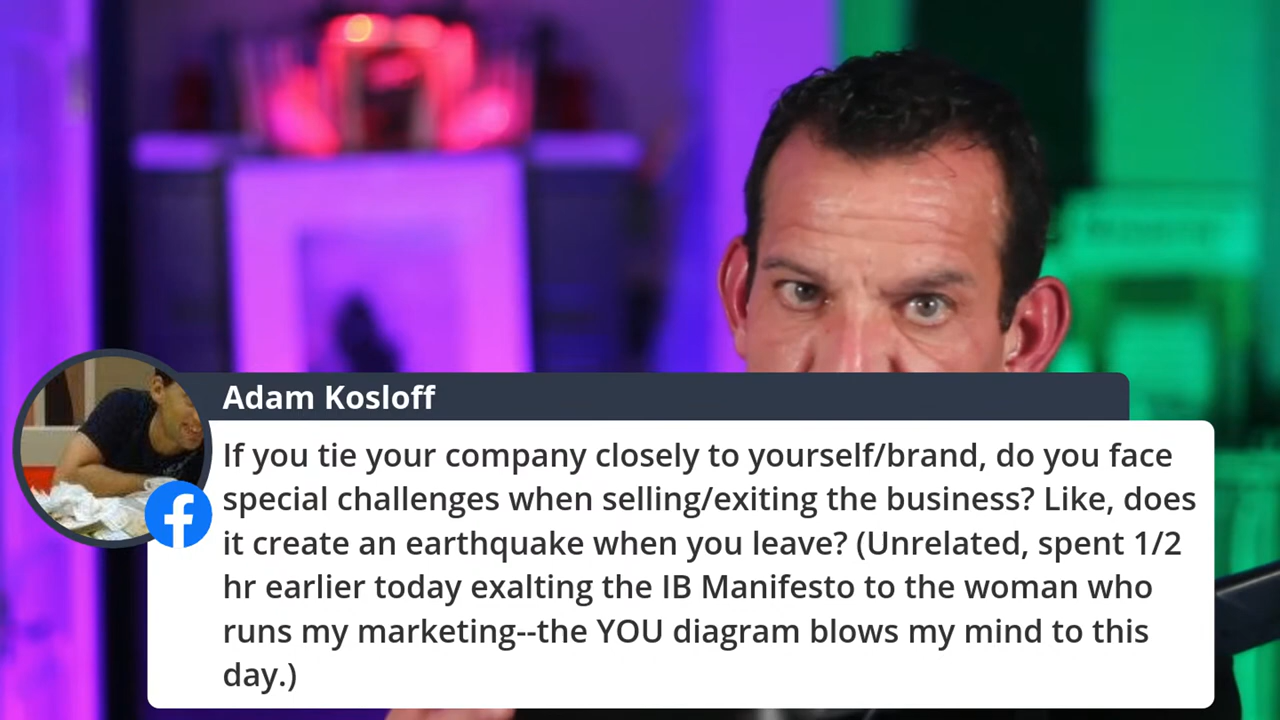 Adam Kosloff
If you tie your company closely to yourself/brand, do you face
special challenges when selling/exiting the business? Like, does
it create an earthquake when you leave? (Unrelated, spent 1/2
hr earlier today exalting the IB Manifesto to the woman who
runs my marketing--the YOU diagram blows my mind to this
day.)